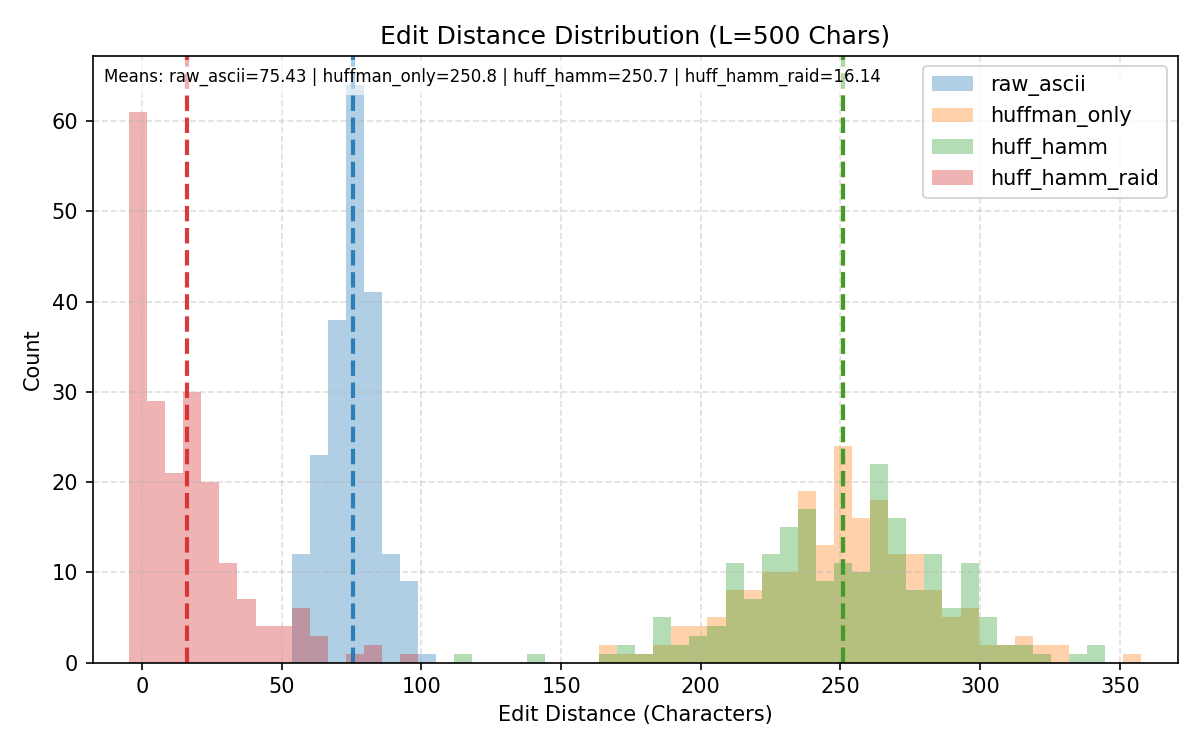 Edit Distance Distribution (L=500 Chars)
Means: raw_ascii=75.43 | huffman_only=250.8 | huff_hamm=250.7 | huff_hamm_raid=16.14
raw_ascii
huffman_only
huff_hamm
huff_hamm_raid
60
50
40
30
20
10
0
Count
0 50 100 150 200 250 300 350
Edit Distance (Characters)